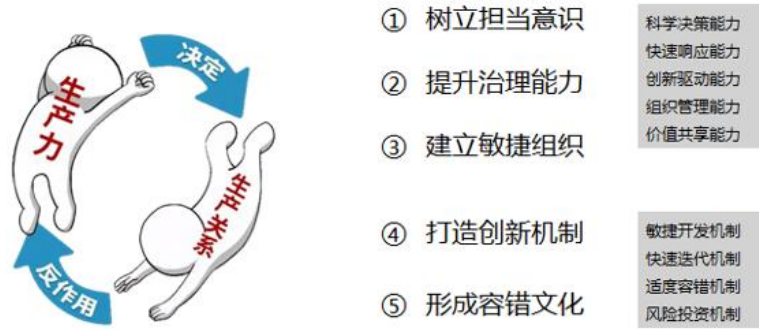 决定
生产力
生产关系
反作用
① 树立担当意识
② 提升治理能力
③ 建立敏捷组织
④ 打造创新机制
⑤ 形成容错文化
科学决策能力
快速响应能力
创新驱动能力
组织管理能力
价值共享能力
敏捷开发机制
快速迭代机制
适度容错机制
风险投资机制